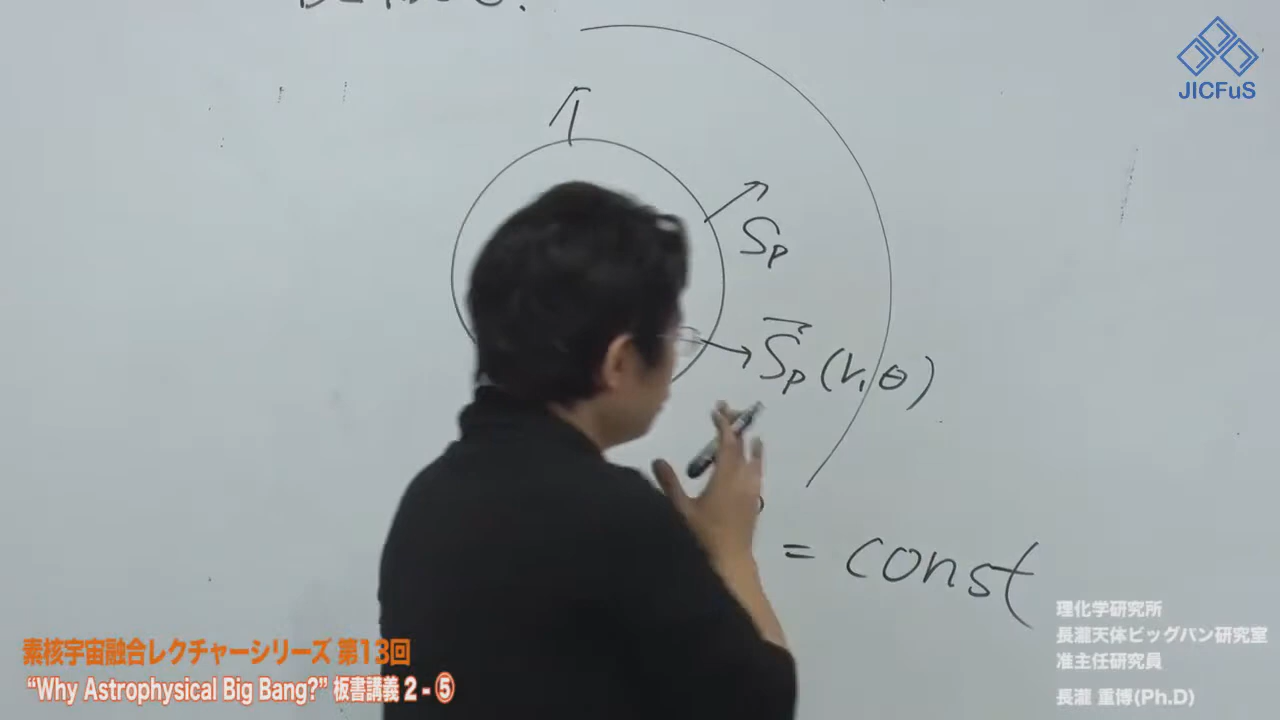 JICFuS
Sp
S⃗p (r, θ)
= const
理化学研究所
長瀧天体ビッグバン研究室
准主任研究員
長瀧 重博(Ph.D)
素核宇宙融合レクチャーシリーズ 第13回
“Why Astrophysical Big Bang?” 板書講義 2 - ⑤